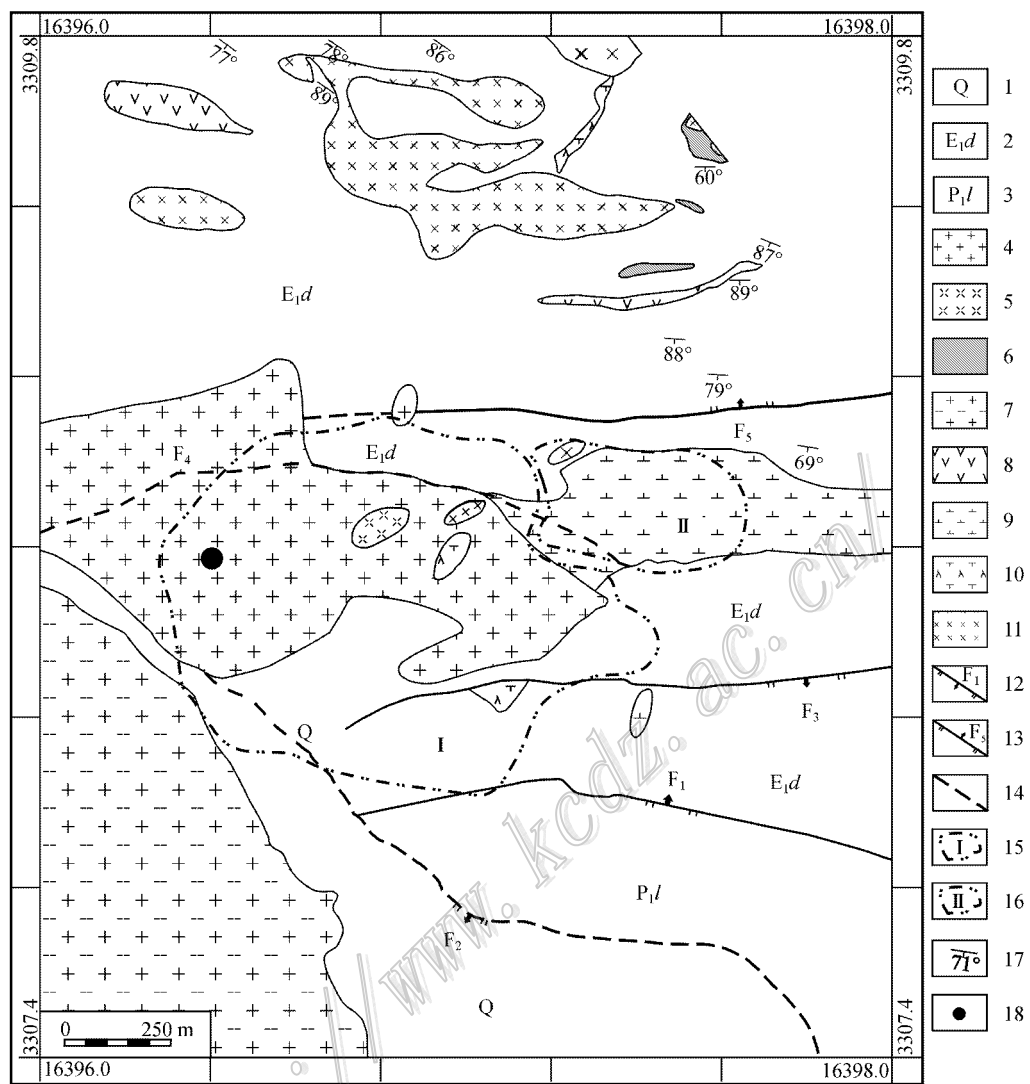 16396.0
16398.0
3309.8
3309.8
77°
78°
86°
89°
60°
87°
89°
E₁d
88°
79°
F₅
F₄
E₁d
69°
II
E₁d
F₃
Q
I
F₁
E₁d
P₁l
F₂
Q
0 250 m
3307.4
3307.4
16396.0
16398.0
Q 1
E₁d 2
P₁l 3
4
5
6
7
8
9
10
11
F₁ 12
F₅ 13
14
I 15
II 16
71° 17
18
://www.kcdz.ac.cn/